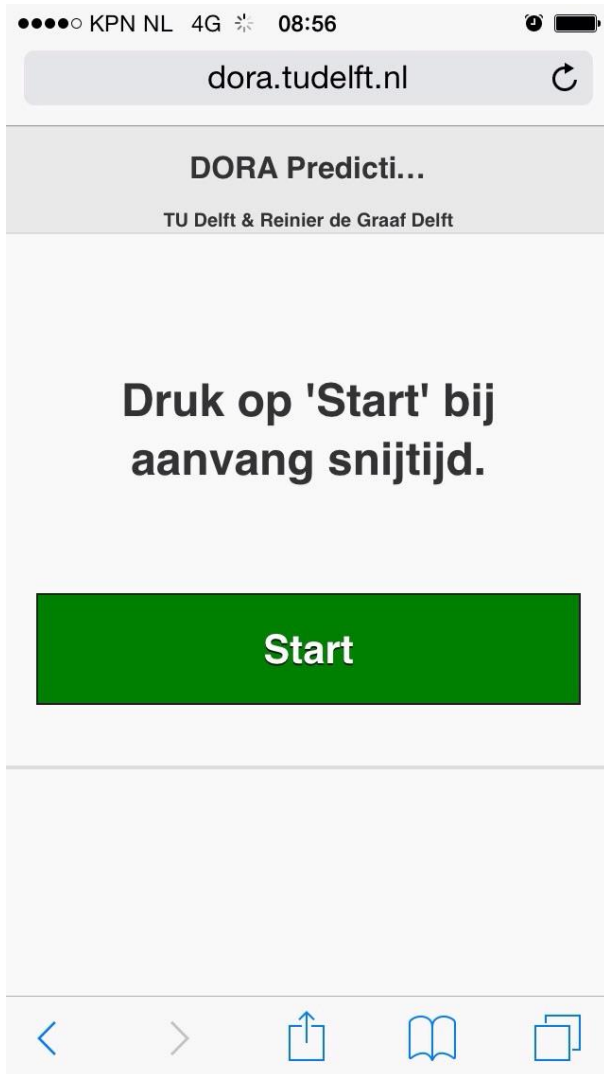 KPN NL 4G 08:56
dora.tudelft.nl
DORA Predicti...
TU Delft & Reinier de Graaf Delft
Druk op 'Start' bij
aanvang snijtijd.
Start